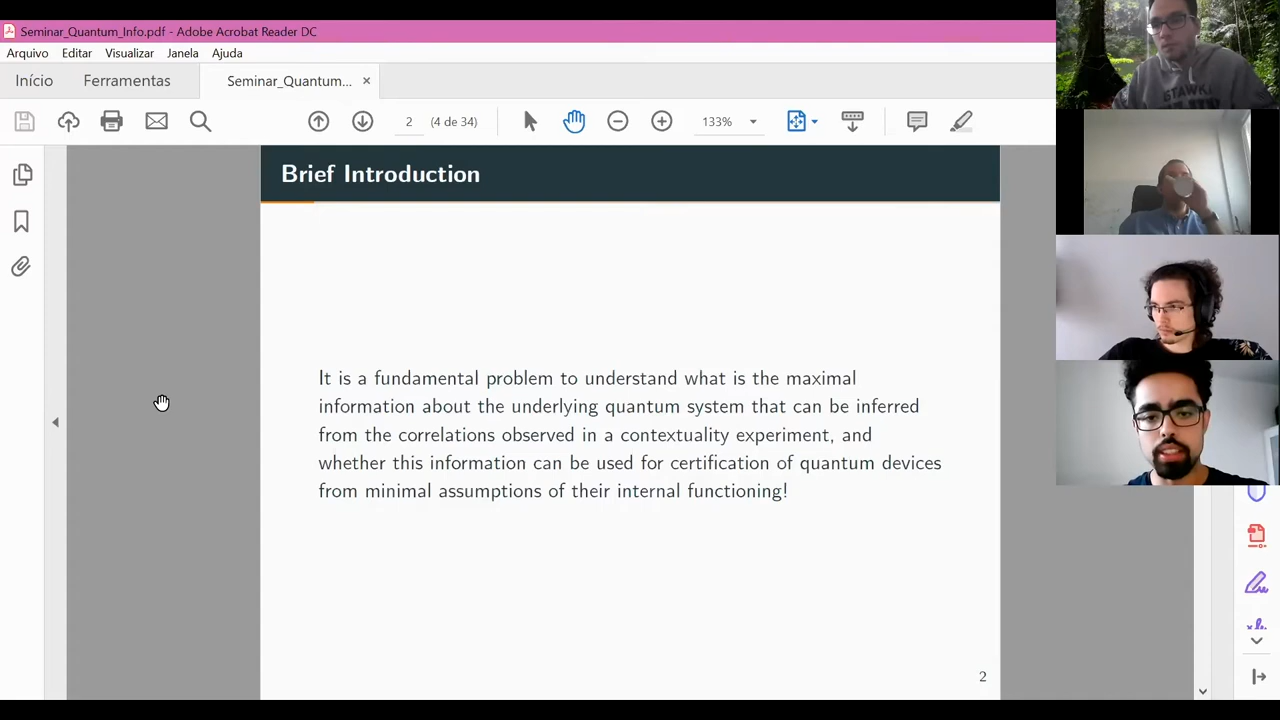 Seminar_Quantum_Info.pdf - Adobe Acrobat Reader DC
Arquivo Editar Visualizar Janela Ajuda
Início Ferramentas Seminar_Quantum... ×
2 (4 de 34) 133%
Brief Introduction
It is a fundamental problem to understand what is the maximal
information about the underlying quantum system that can be inferred
from the correlations observed in a contextuality experiment, and
whether this information can be used for certification of quantum devices
from minimal assumptions of their internal functioning!
2